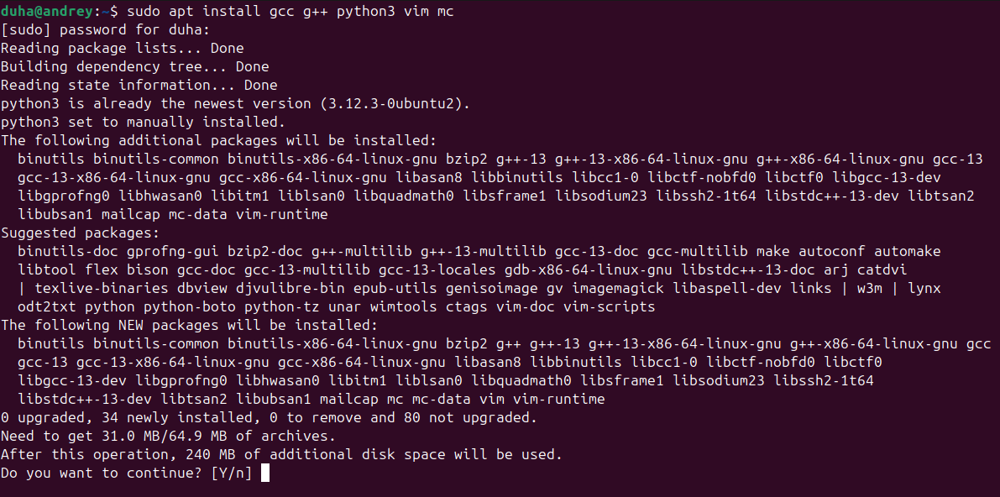 duha@andrey:~$ sudo apt install gcc g++ python3 vim mc
[sudo] password for duha:
Reading package lists... Done
Building dependency tree... Done
Reading state information... Done
python3 is already the newest version (3.12.3-0ubuntu2).
python3 set to manually installed.
The following additional packages will be installed:
  binutils binutils-common binutils-x86-64-linux-gnu bzip2 g++-13 g++-13-x86-64-linux-gnu g++-x86-64-linux-gnu gcc-13
  gcc-13-x86-64-linux-gnu gcc-x86-64-linux-gnu libasan8 libbinutils libcc1-0 libctf-nobfd0 libctf0 libgcc-13-dev
  libgprofng0 libhwasan0 libitm1 liblsan0 libquadmath0 libsframe1 libsodium23 libssh2-1t64 libstdc++-13-dev libtsan2
  libubsan1 mailcap mc-data vim-runtime
Suggested packages:
  binutils-doc gprofng-gui bzip2-doc g++-multilib g++-13-multilib gcc-13-doc gcc-multilib make autoconf automake
  libtool flex bison gcc-doc gcc-13-multilib gcc-13-locales gdb-x86-64-linux-gnu libstdc++-13-doc arj catdvi
  | texlive-binaries dbview djvulibre-bin epub-utils genisoimage gv imagemagick libaspell-dev links | w3m | lynx
  odt2txt python python-boto python-tz unar wimtools ctags vim-doc vim-scripts
The following NEW packages will be installed:
  binutils binutils-common binutils-x86-64-linux-gnu bzip2 g++ g++-13 g++-13-x86-64-linux-gnu g++-x86-64-linux-gnu gcc
  gcc-13 gcc-13-x86-64-linux-gnu gcc-x86-64-linux-gnu libasan8 libbinutils libcc1-0 libctf-nobfd0 libctf0
  libgcc-13-dev libgprofng0 libhwasan0 libitm1 liblsan0 libquadmath0 libsframe1 libsodium23 libssh2-1t64
  libstdc++-13-dev libtsan2 libubsan1 mailcap mc mc-data vim vim-runtime
0 upgraded, 34 newly installed, 0 to remove and 80 not upgraded.
Need to get 31.0 MB/64.9 MB of archives.
After this operation, 240 MB of additional disk space will be used.
Do you want to continue? [Y/n]